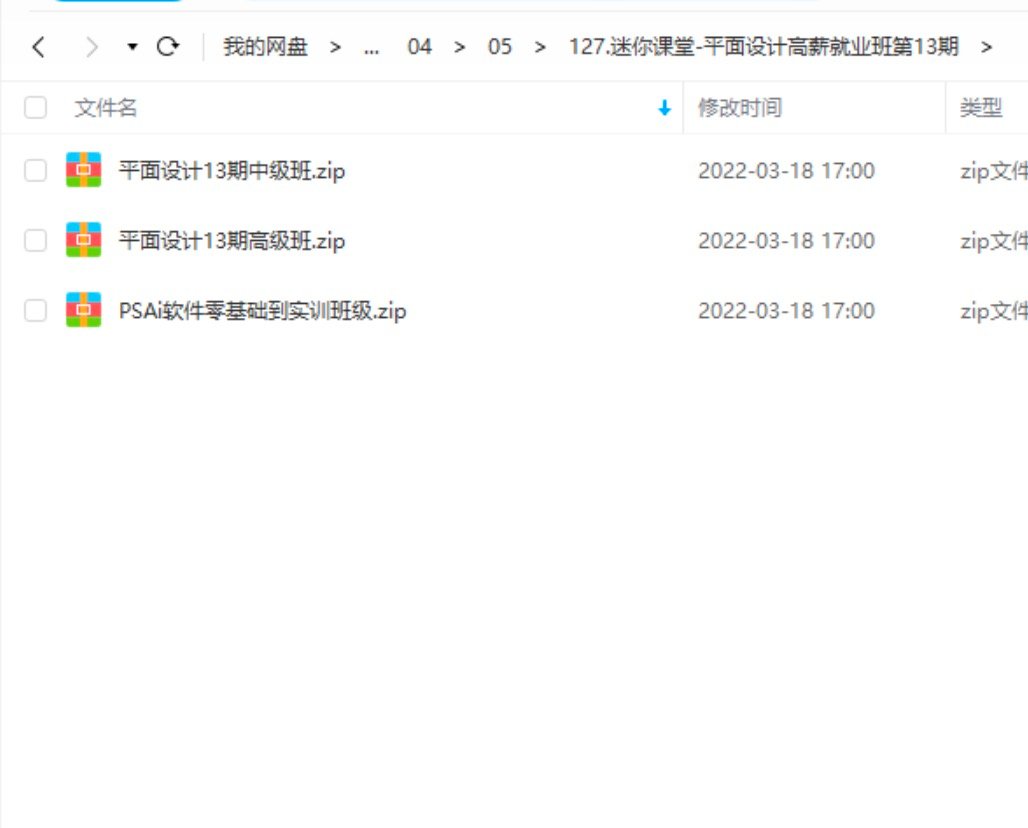 我的网盘 > ... 04 > 05 > 127.迷你课堂-平面设计高薪就业班第13期 >
文件名 修改时间 类型
平面设计13期中级班.zip 2022-03-18 17:00 zip文件
平面设计13期高级班.zip 2022-03-18 17:00 zip文件
PSAi软件零基础到实训班级.zip 2022-03-18 17:00 zip文件